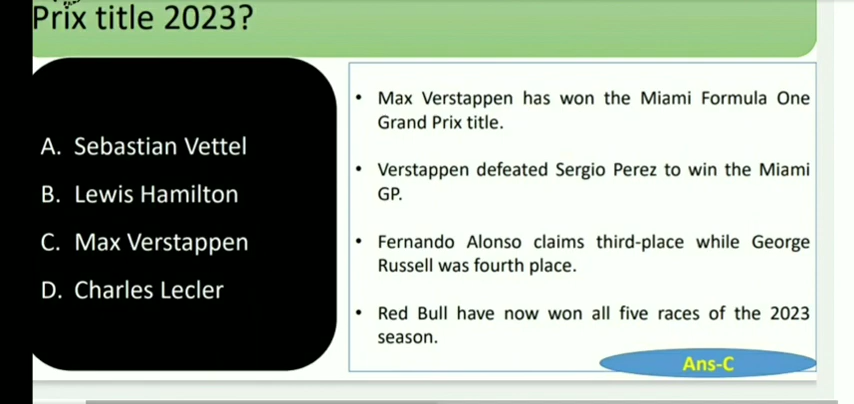 Prix title 2023?
A. Sebastian Vettel
B. Lewis Hamilton
C. Max Verstappen
D. Charles Lecler
• Max Verstappen has won the Miami Formula One
Grand Prix title.
• Verstappen defeated Sergio Perez to win the Miami
GP.
• Fernando Alonso claims third-place while George
Russell was fourth place.
• Red Bull have now won all five races of the 2023
season.
Ans-C